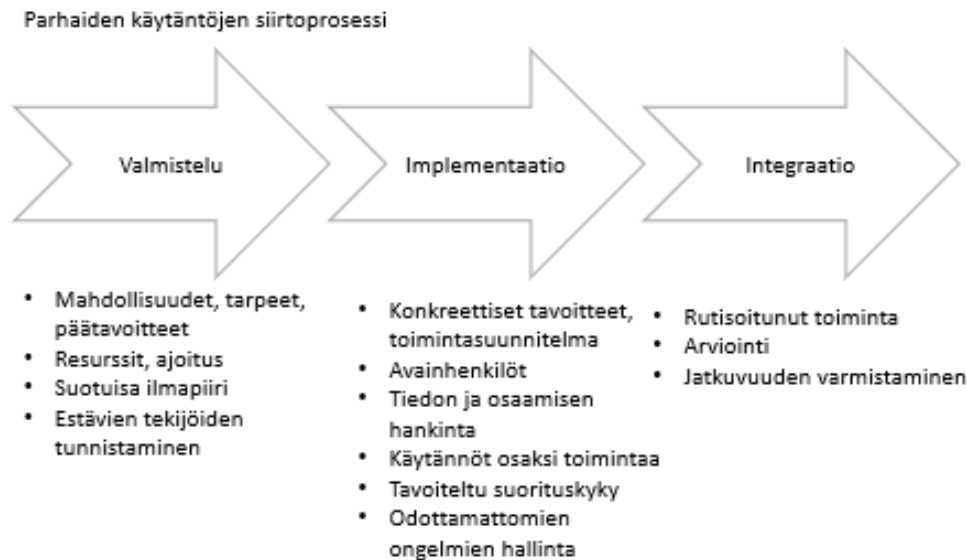 Parhaiden käytäntöjen siirtoprosessi
Valmistelu
Implementaatio
Integraatio
• Mahdollisuudet, tarpeet,
päätavoitteet
• Resurssit, ajoitus
• Suotuisa ilmapiiri
• Estävien tekijöiden
tunnistaminen
• Konkreettiset tavoitteet,
toimintasuunnitelma
• Avainhenkilöt
• Tiedon ja osaamisen
hankinta
• Käytännöt osaksi toimintaa
• Tavoiteltu suorituskyky
• Odottamattomien
ongelmien hallinta
• Rutisoitunut toiminta
• Arviointi
• Jatkuvuuden varmistaminen